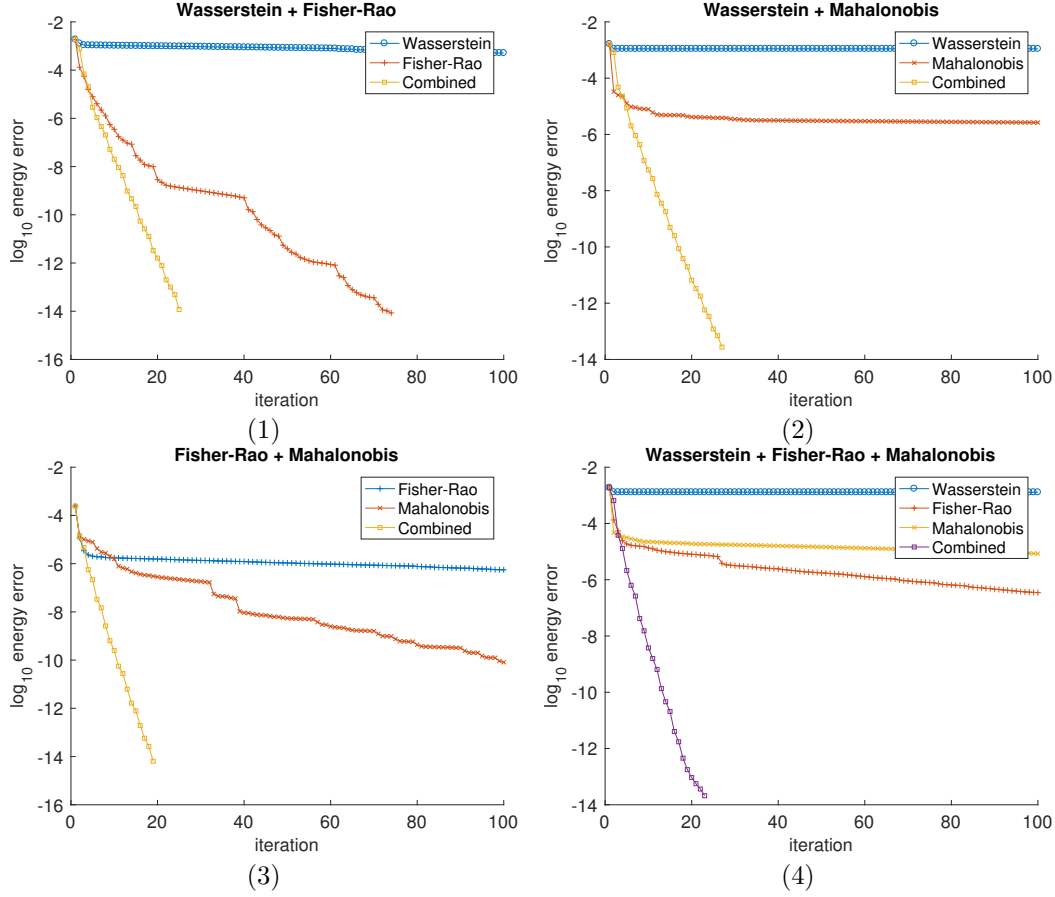 Wasserstein + Fisher-Rao
-2
-4
-6
-8
-10
-12
-14
-16
log10 energy error
0 20 40 60 80 100
iteration
Wasserstein
Fisher-Rao
Combined
(1)
Wasserstein + Mahalonobis
-2
-4
-6
-8
-10
-12
-14
log10 energy error
0 20 40 60 80 100
iteration
Wasserstein
Mahalonobis
Combined
(2)
Fisher-Rao + Mahalonobis
-2
-4
-6
-8
-10
-12
-14
-16
log10 energy error
0 20 40 60 80 100
iteration
Fisher-Rao
Mahalonobis
Combined
(3)
Wasserstein + Fisher-Rao + Mahalonobis
-2
-4
-6
-8
-10
-12
-14
log10 energy error
0 20 40 60 80 100
iteration
Wasserstein
Fisher-Rao
Mahalonobis
Combined
(4)